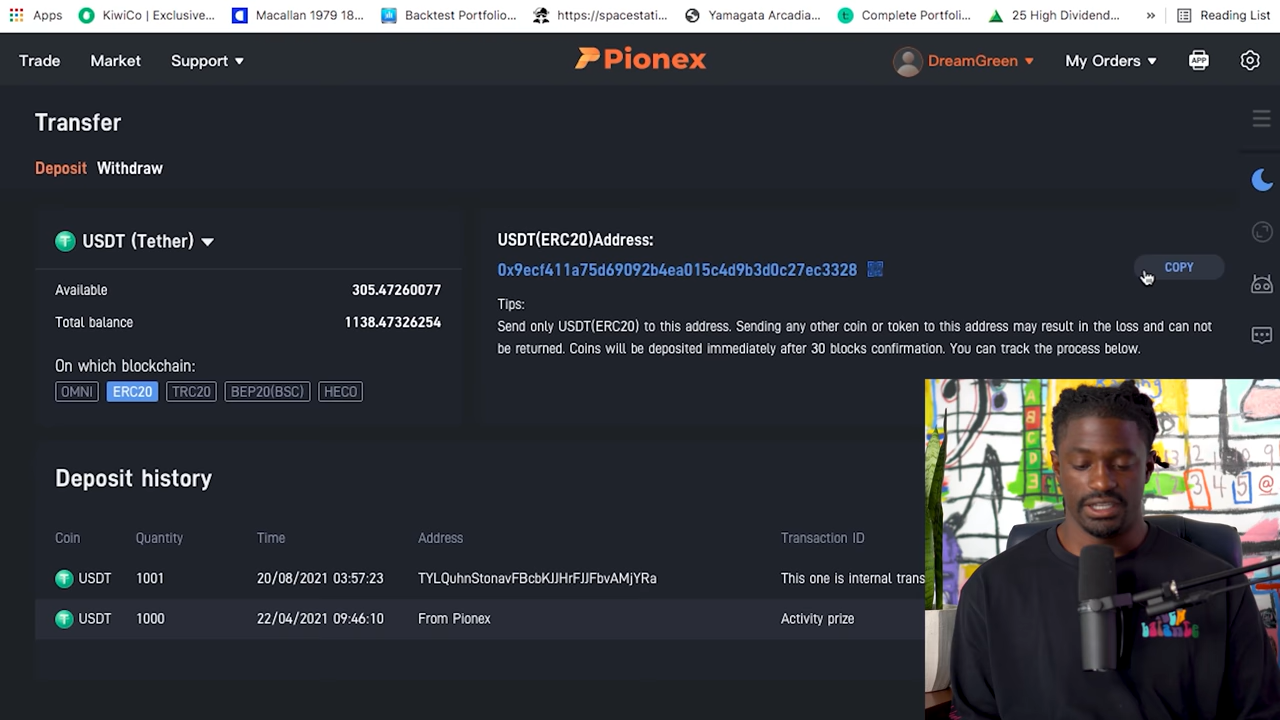 Apps KiwiCo | Exclusive... Macallan 1979 18... Backtest Portfolio... https://spacestati... Yamagata Arcadia... Complete Portfoli... 25 High Dividend... » Reading List
Trade Market Support Pionex DreamGreen My Orders APP
Transfer
Deposit Withdraw
USDT (Tether)
Available 305.47260077
Total balance 1138.47326254
On which blockchain:
OMNI ERC20 TRC20 BEP20(BSC) HECO
USDT(ERC20)Address:
0x9ecf411a75d69092b4ea015c4d9b3d0c27ec3328
COPY
Tips:
Send only USDT(ERC20) to this address. Sending any other coin or token to this address may result in the loss and can not
be returned. Coins will be deposited immediately after 30 blocks confirmation. You can track the process below.
Deposit history
Coin Quantity Time Address Transaction ID
USDT 1001 20/08/2021 03:57:23 TYLQuhnStonavFBcbKJJHrFJJFbvAMjYRa This one is internal trans
USDT 1000 22/04/2021 09:46:10 From Pionex Activity prize
A
B
C
D
3
3 4 5 @